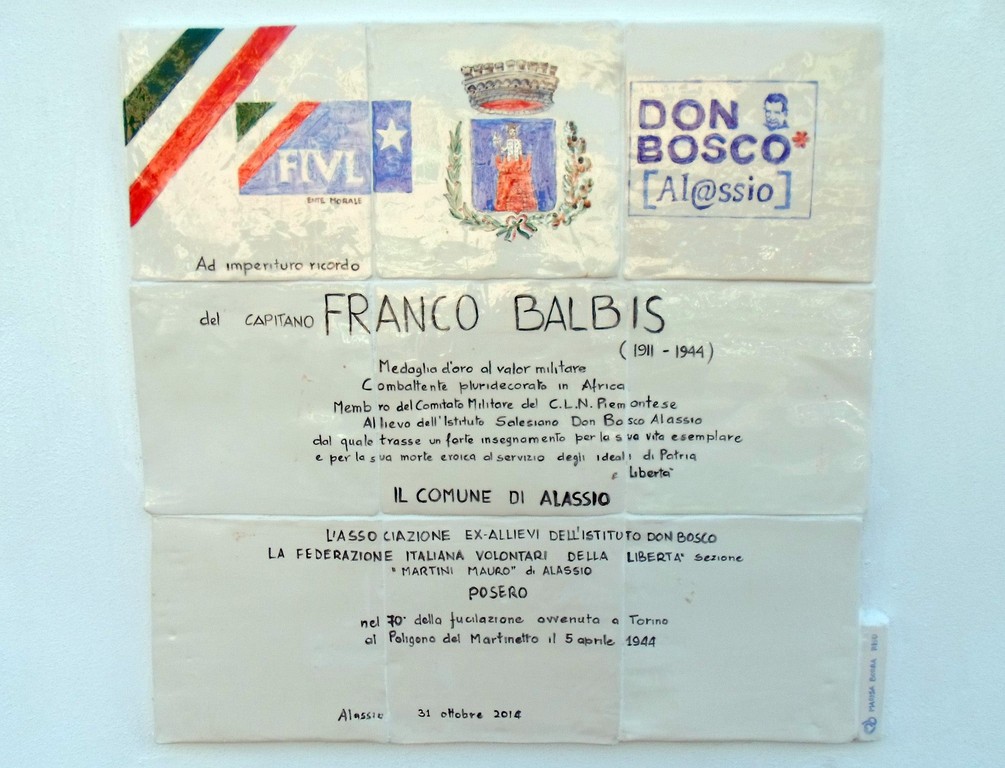 FIVL
ENTE MORALE
DON
BOSCO
[Al@ssio]
Ad imperituro ricordo
del CAPITANO FRANCO BALBIS
(1911 - 1944)
Medaglia d'oro al valor militare
Combattente pluridecorato in Africa
Membro del Comitato Militare del C.L.N. Piemontese
Allievo dell'Istituto Salesiano Don Bosco Alassio
dal quale trasse un forte insegnamento per la sua vita esemplare
e per la sua morte eroica al servizio degli ideali di Patria
e Libertà
IL COMUNE DI ALASSIO
L'ASSOCIAZIONE EX-ALLIEVI DELL'ISTITUTO DON BOSCO
LA FEDERAZIONE ITALIANA VOLONTARI DELLA LIBERTA' sezione
"MARTINI MAURO" di ALASSIO
POSERO
nel 70° della fucilazione avvenuta a Torino
al Poligono del Martinetto il 5 aprile 1944
Alassio 31 ottobre 2014
MARISA